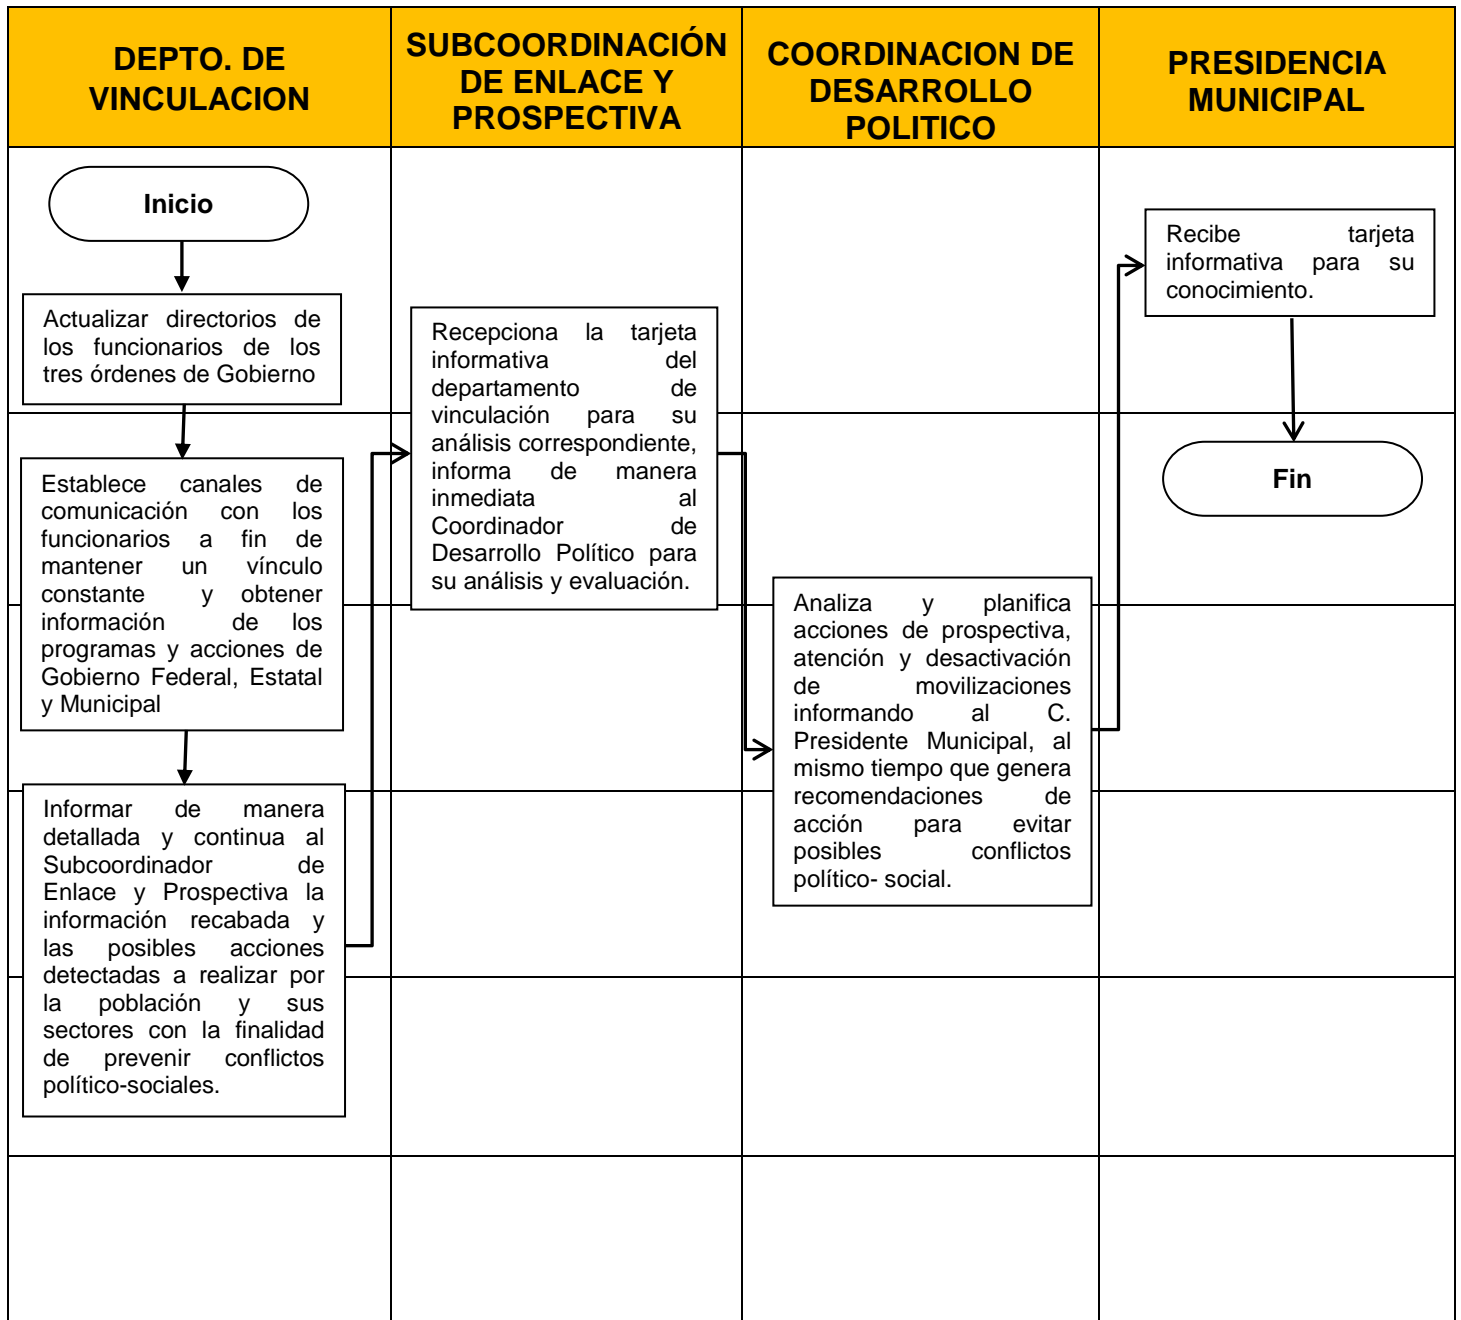 DEPTO. DE
VINCULACION
SUBCOORDINACIÓN
DE ENLACE Y
PROSPECTIVA
COORDINACION DE
DESARROLLO
POLITICO
PRESIDENCIA
MUNICIPAL
Inicio
Actualizar directorios de
los funcionarios de los
tres órdenes de Gobierno
Establece canales de
comunicación con los
funcionarios a fin de
mantener un vínculo
constante y obtener
información de los
programas y acciones de
Gobierno Federal, Estatal
y Municipal
Informar de manera
detallada y continua al
Subcoordinador de
Enlace y Prospectiva la
información recabada y
las posibles acciones
detectadas a realizar por
la población y sus
sectores con la finalidad
de prevenir conflictos
político-sociales.
Recepciona la tarjeta
informativa del
departamento de
vinculación para su
análisis correspondiente,
informa de manera
inmediata al
Coordinador de
Desarrollo Político para
su análisis y evaluación.
Analiza y planifica
acciones de prospectiva,
atención y desactivación
de movilizaciones
informando al C.
Presidente Municipal, al
mismo tiempo que genera
recomendaciones de
acción para evitar
posibles conflictos
político- social.
Recibe tarjeta
informativa para su
conocimiento.
Fin